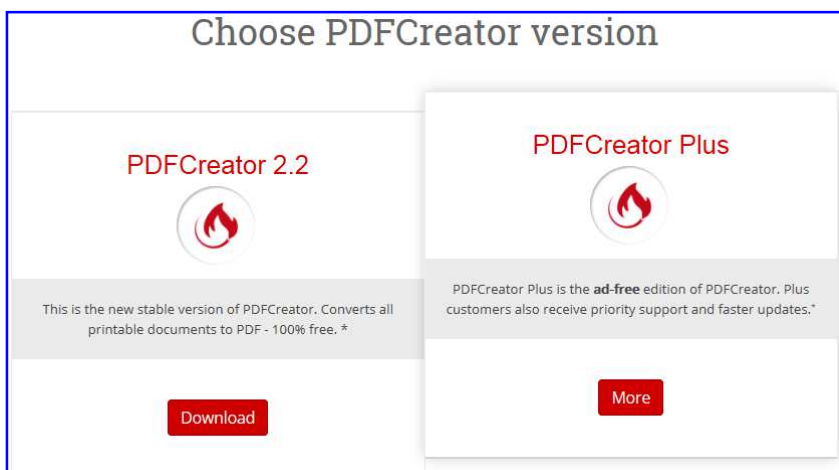 Choose PDFCreator version
PDFCreator 2.2
This is the new stable version of PDFCreator. Converts all
printable documents to PDF - 100% free. *
Download
PDFCreator Plus
PDFCreator Plus is the ad-free edition of PDFCreator. Plus
customers also receive priority support and faster updates.*
More